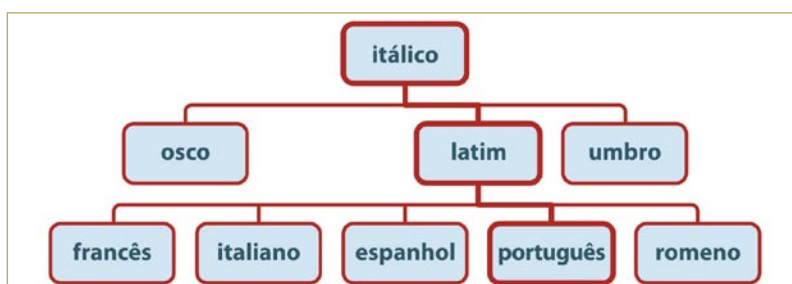 itálico
osco latim umbro
francês italiano espanhol português romeno